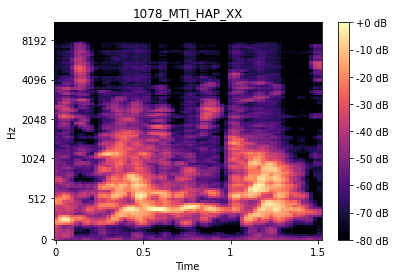 1078_MTI_HAP_XX
+0 dB
8192
-10 dB
4096
-20 dB
-30 dB
2048
Hz
-40 dB
1024
-50 dB
512
-60 dB
-70 dB
0
-80 dB
0
0.5
1
1.5
Time